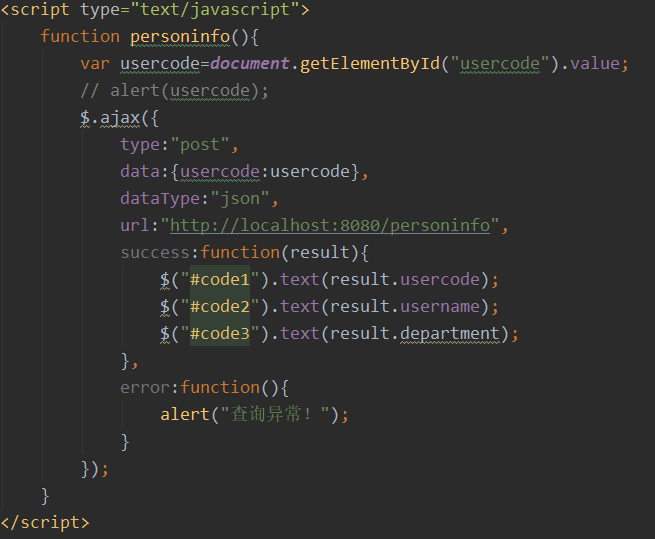 <script type="text/javascript">
    function personinfo(){
        var usercode=document.getElementById("usercode").value;
        // alert(usercode);
        $.ajax({
            type:"post",
            data:{usercode:usercode},
            dataType:"json",
            url:"http://localhost:8080/personinfo",
            success:function(result){
                $("#code1").text(result.usercode);
                $("#code2").text(result.username);
                $("#code3").text(result.department);
            },
            error:function(){
                alert("查询异常！");
            }
        });
    }
</script>